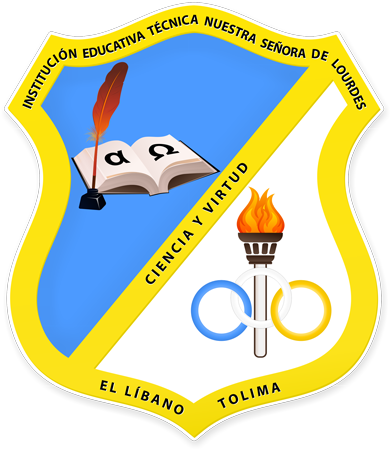 INSTITUCIÓN EDUCATIVA TÉCNICA NUESTRA SEÑORA DE LOURDES
α Ω
CIENCIA Y VIRTUD
EL LÍBANO TOLIMA